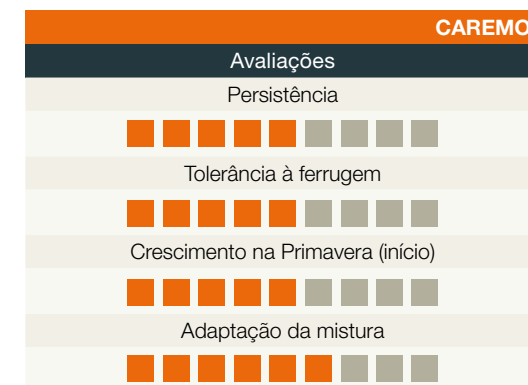 CAREMO
Avaliações
Persistência
Tolerância à ferrugem
Crescimento na Primavera (início)
Adaptação da mistura